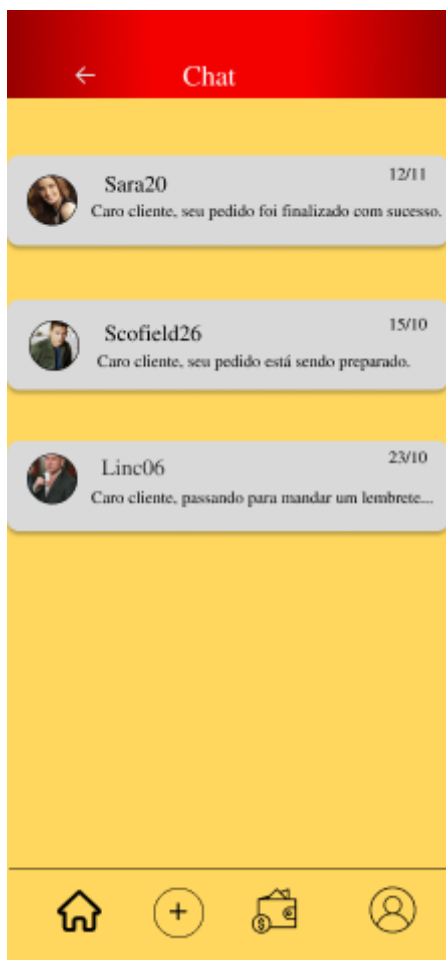 Chat
Sara20
12/11
Caro cliente, seu pedido foi finalizado com sucesso.
Scofield26
15/10
Caro cliente, seu pedido está sendo preparado.
Linc06
23/10
Caro cliente, passando para mandar um lembrete...